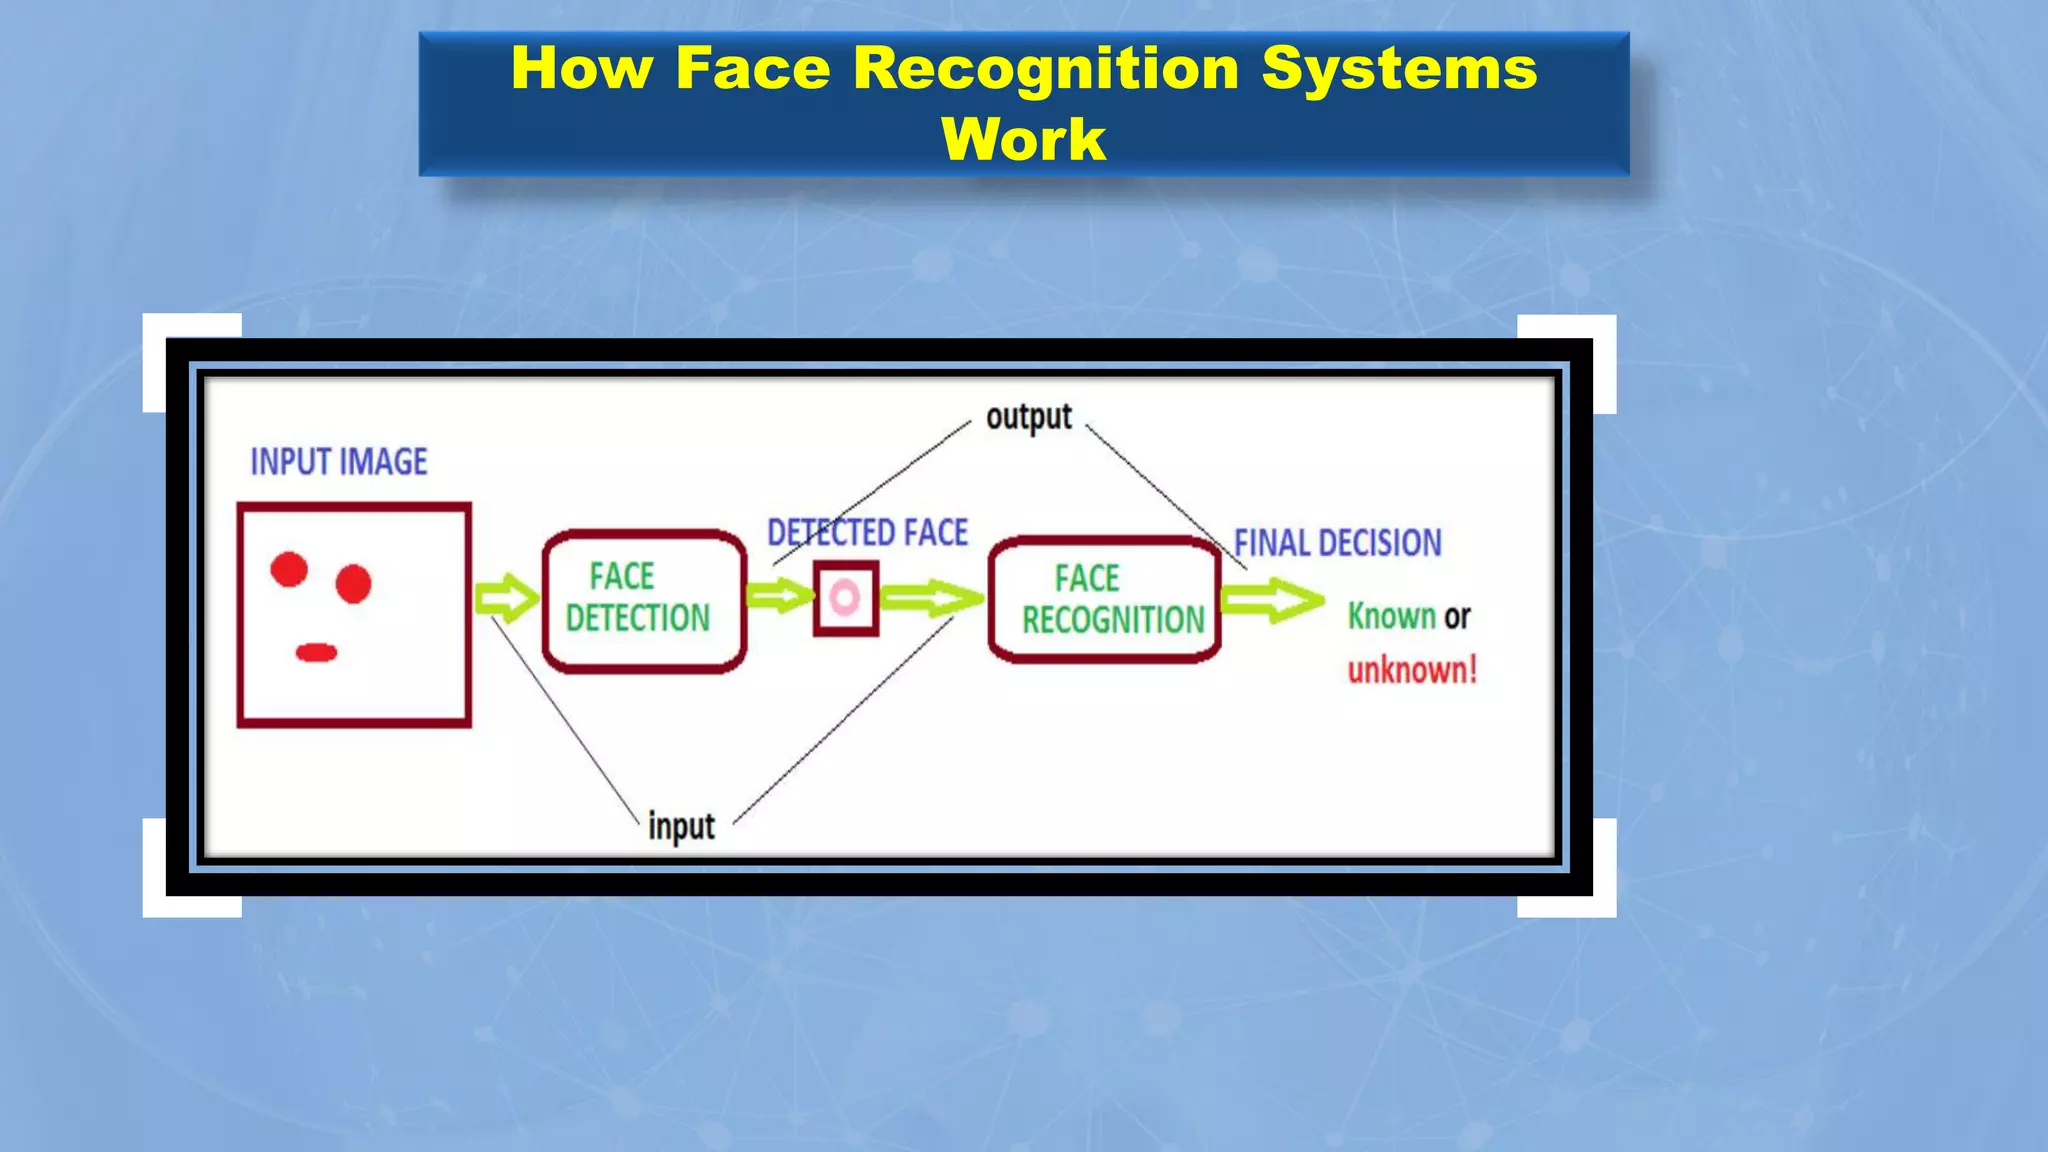 How Face Recognition Systems
Work
output
INPUT IMAGE
DETECTED FACE
FINAL DECISION
FACE
DETECTION
FACE
RECOGNITION
Known or
unknown!
input